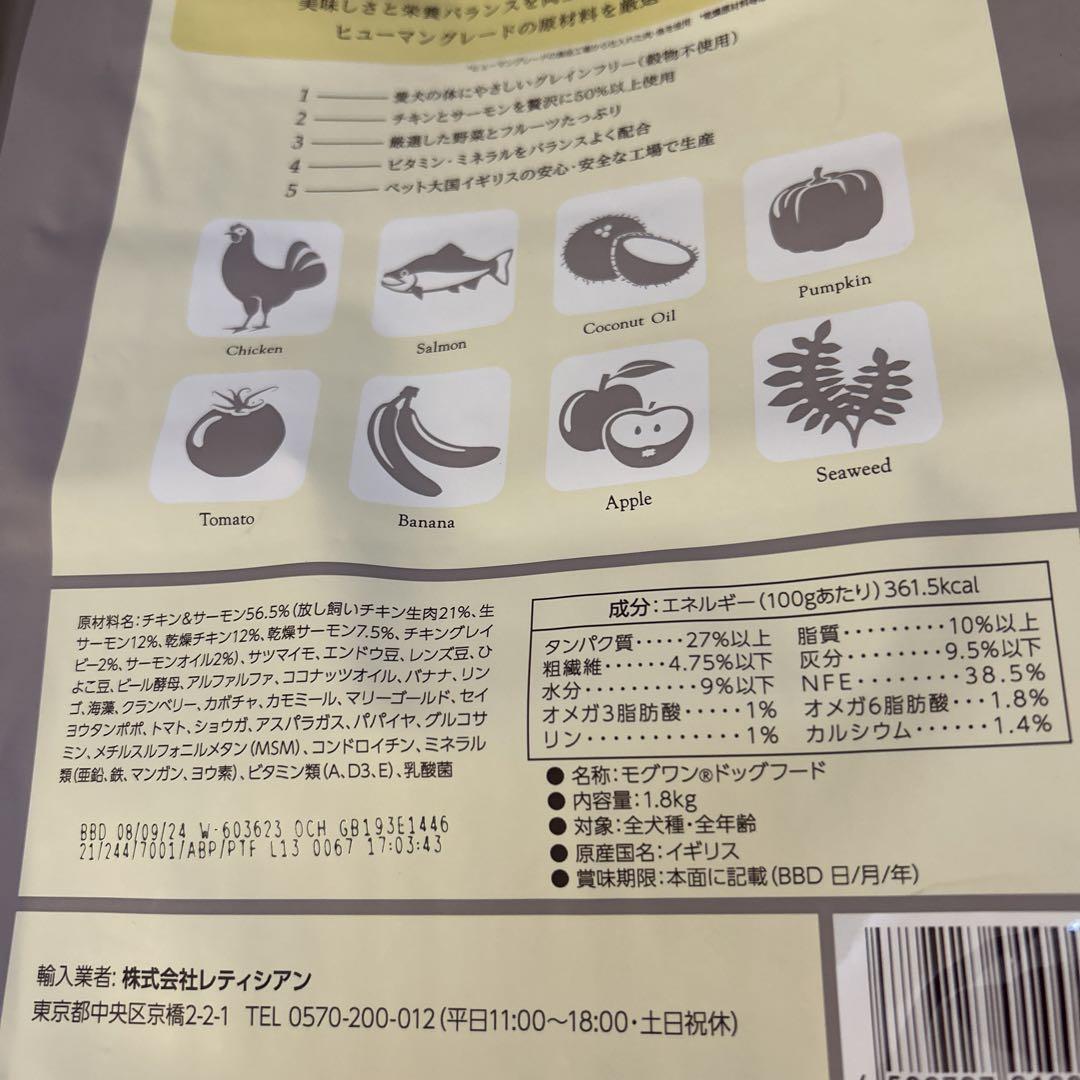 美味しさと栄養バランスを
ヒューマングレードの原材料を厳選
1 愛犬の体にやさしいグレインフリー(穀物不使用)
2 チキンとサーモンを贅沢に50%以上使用
3 厳選した野菜とフルーツたっぷり
4 ビタミン・ミネラルをバランスよく配合
5 ペット大国イギリスの安心・安全な工場で生産
Chicken Salmon Coconut Oil Pumpkin
Tomato Banana Apple Seaweed
原材料名:チキン&サーモン56.5%(放し飼いチキン生肉21%、生
サーモン12%、乾燥チキン12%、乾燥サーモン7.5%、チキングレイ
ビー2%、サーモンオイル2%)、サツマイモ、エンドウ豆、レンズ豆、ひ
よこ豆、ビール酵母、アルファルファ、ココナッツオイル、バナナ、リン
ゴ、海藻、クランベリー、カボチャ、カモミール、マリーゴールド、セイ
ヨウタンポポ、トマト、ショウガ、アスパラガス、パパイヤ、グルコサ
ミン、メチルスルフォニルメタン(MSM)、コンドロイチン、ミネラル
類(亜鉛、鉄、マンガン、ヨウ素)、ビタミン類(A、D3、E)、乳酸菌
BBD 08/09/24 W-603623 OCH GB193E1446
21/244/7001/ABP/PTF L13 0067 17:03:43
成分:エネルギー(100gあたり)361.5kcal
タンパク質・・・・・27%以上 脂質・・・・・・・・・10%以上
粗繊維・・・・・・4.75%以下 灰分・・・・・・・・9.5%以下
水分・・・・・・・・・・9%以下 NFE・・・・・・・・・38.5%
オメガ3脂肪酸・・・・・1% オメガ6脂肪酸・・・1.8%
リン・・・・・・・・・・・・1% カルシウム・・・・・・1.4%
● 名称:モグワン®ドッグフード
● 内容量:1.8kg
● 対象:全犬種・全年齢
● 原産国名:イギリス
● 賞味期限:本面に記載(BBD 日/月/年)
輸入業者:株式会社レティシアン
東京都中央区京橋2-2-1 TEL 0570-200-012(平日11:00〜18:00・土日祝休)